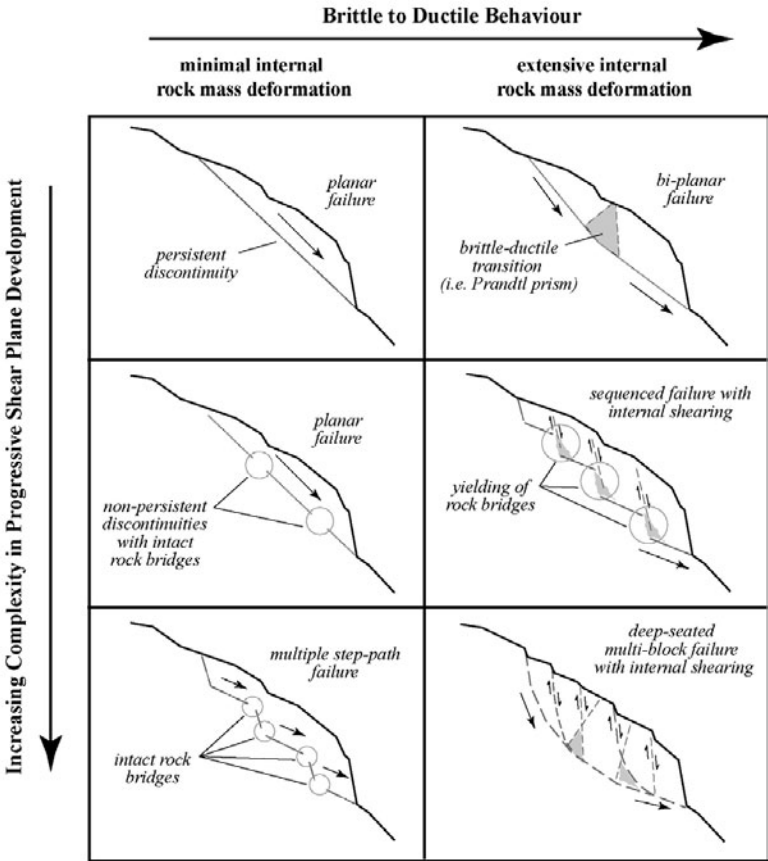 Brittle to Ductile Behaviour
minimal internal
rock mass deformation
extensive internal
rock mass deformation
Increasing Complexity in Progressive Shear Plane Development
planar
failure
persistent
discontinuity
bi-planar
failure
brittle-ductile
transition
(i.e. Prandtl prism)
planar
failure
non-persistent
discontinuities
with intact
rock bridges
sequenced failure with
internal shearing
yielding of
rock bridges
multiple step-path
failure
intact rock
bridges
deep-seated
multi-block failure
with internal shearing